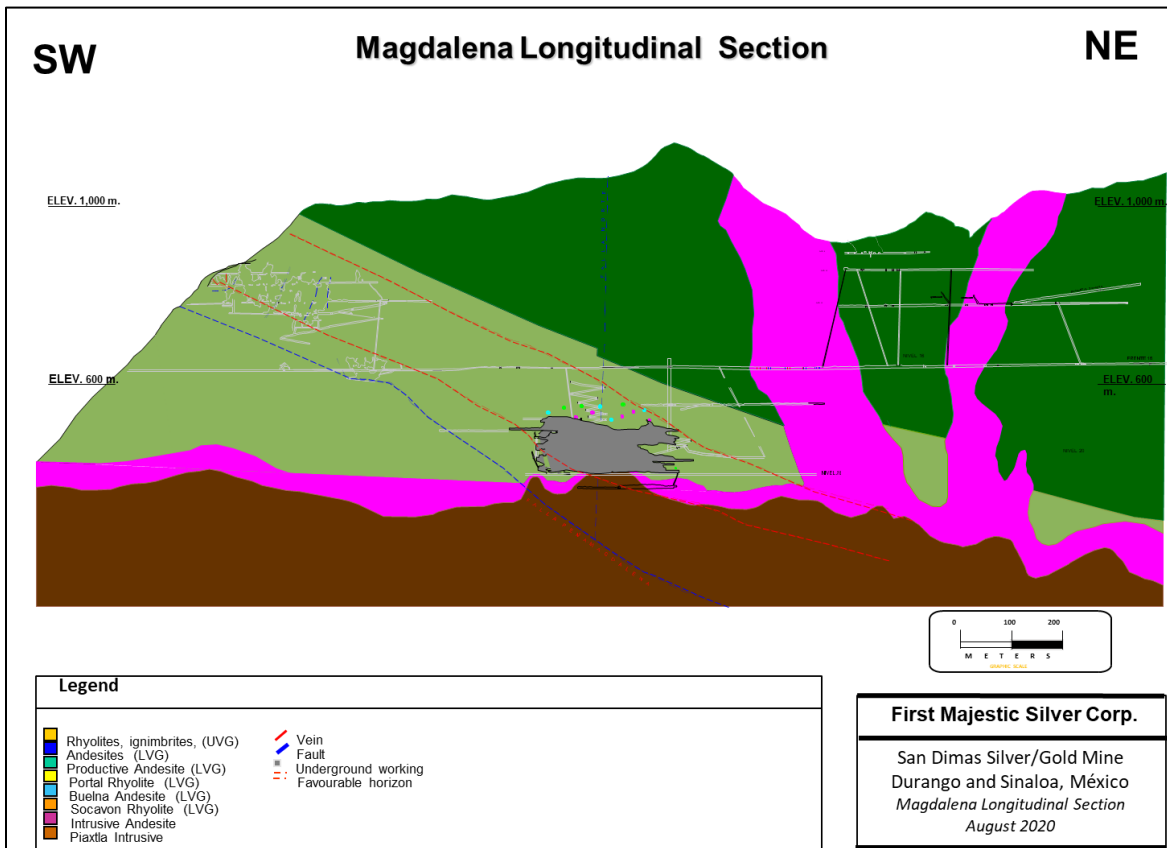 SW
Magdalena Longitudinal Section
NE
ELEV. 1,000 m.
ELEV. 1,000 m.
ELEV. 600 m.
ELEV. 600
m.
0 100 200
M E T E R S
GRAPHIC SCALE
Legend
Rhyolites, ignimbrites, (UVG)
Andesites (LVG)
Productive Andesite (LVG)
Portal Rhyolite (LVG)
Buelna Andesite (LVG)
Socavon Rhyolite (LVG)
Intrusive Andesite
Piaxtla Intrusive
Vein
Fault
Underground working
Favourable horizon
First Majestic Silver Corp.
San Dimas Silver/Gold Mine
Durango and Sinaloa, México
Magdalena Longitudinal Section
August 2020